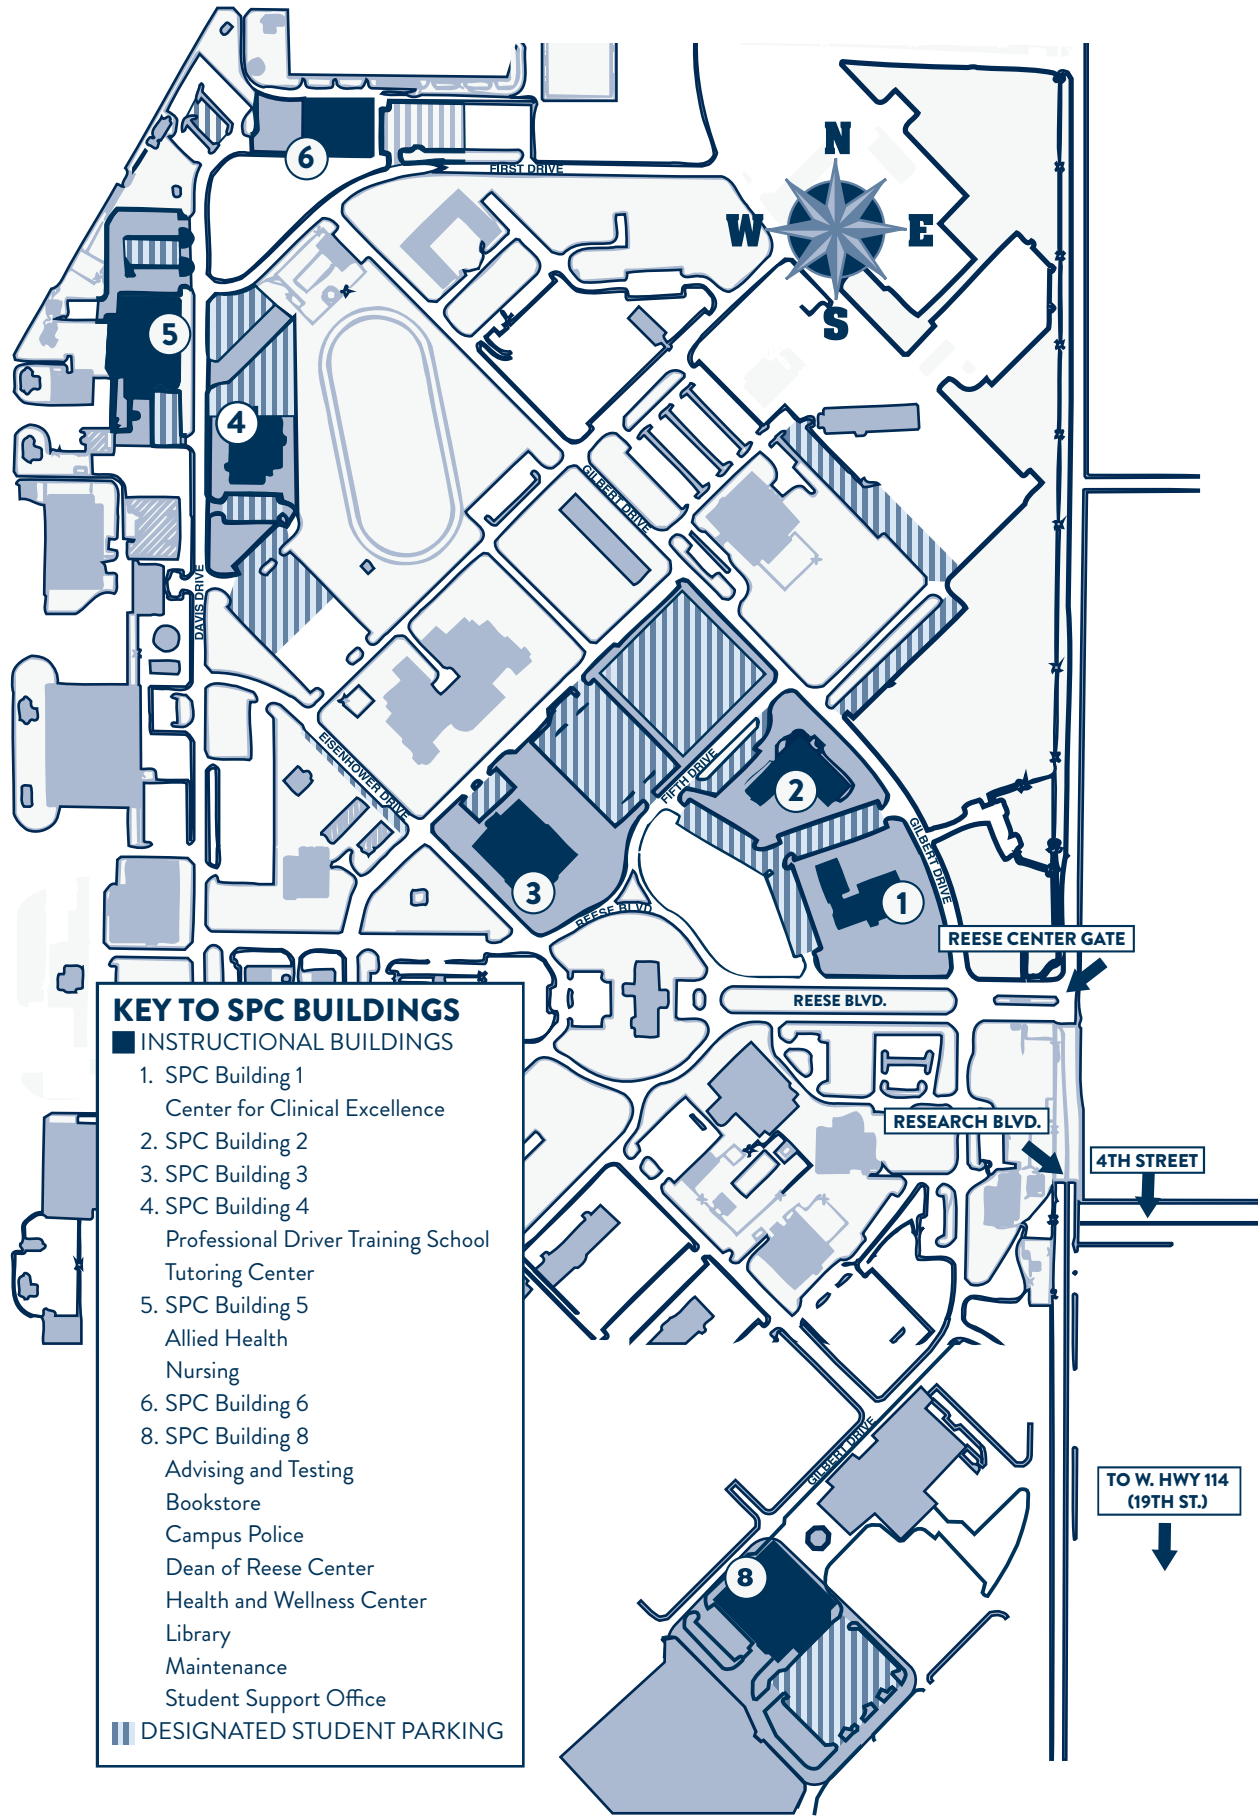 6
FIRST DRIVE
N
W
E
S
5
4
GILBERT DRIVE
DAVIS DRIVE
EISENHOWER DRIVE
FIFTH DRIVE
2
GILBERT DRIVE
3
1
REESE BLVD.
REESE CENTER GATE
REESE BLVD.
RESEARCH BLVD.
4TH STREET
GILBERT DRIVE
TO W. HWY 114
(19TH ST.)
8
KEY TO SPC BUILDINGS
INSTRUCTIONAL BUILDINGS
1. SPC Building 1
Center for Clinical Excellence
2. SPC Building 2
3. SPC Building 3
4. SPC Building 4
Professional Driver Training School
Tutoring Center
5. SPC Building 5
Allied Health
Nursing
6. SPC Building 6
8. SPC Building 8
Advising and Testing
Bookstore
Campus Police
Dean of Reese Center
Health and Wellness Center
Library
Maintenance
Student Support Office
DESIGNATED STUDENT PARKING